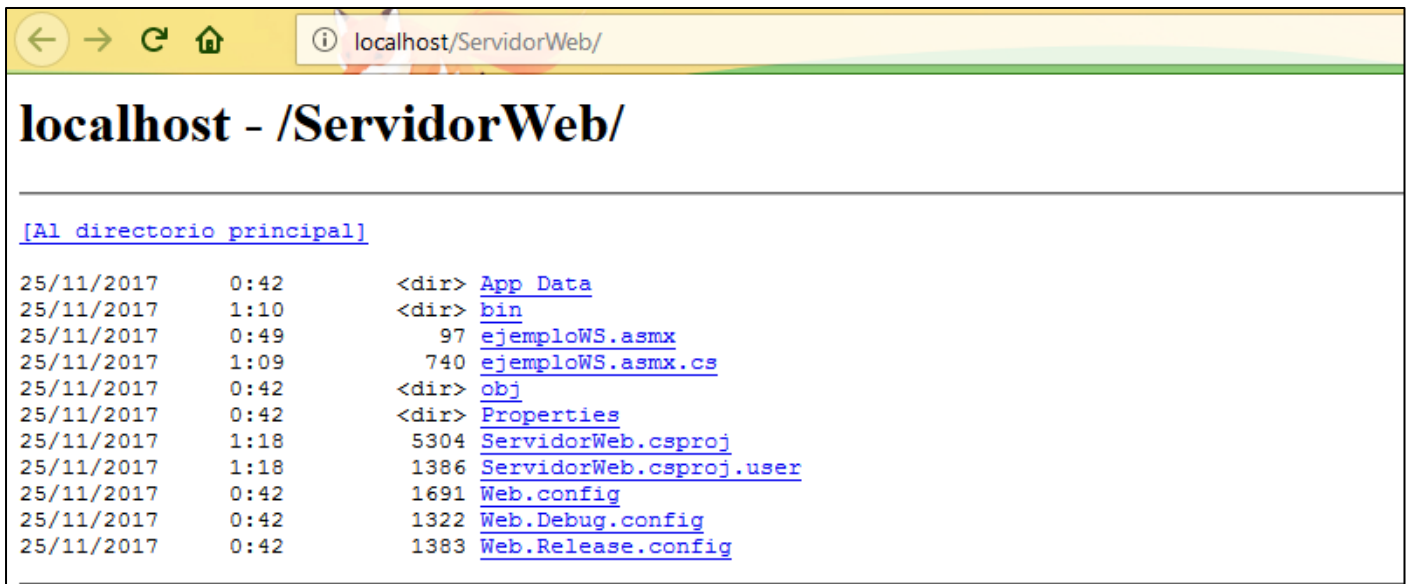 localhost/ServidorWeb/
localhost - /ServidorWeb/
[Al directorio principal]
25/11/2017 0:42 <dir> App_Data
25/11/2017 1:10 <dir> bin
25/11/2017 0:49 97 ejemploWS.asmx
25/11/2017 1:09 740 ejemploWS.asmx.cs
25/11/2017 0:42 <dir> obj
25/11/2017 0:42 <dir> Properties
25/11/2017 1:18 5304 ServidorWeb.csproj
25/11/2017 1:18 1386 ServidorWeb.csproj.user
25/11/2017 0:42 1691 Web.config
25/11/2017 0:42 1322 Web.Debug.config
25/11/2017 0:42 1383 Web.Release.config